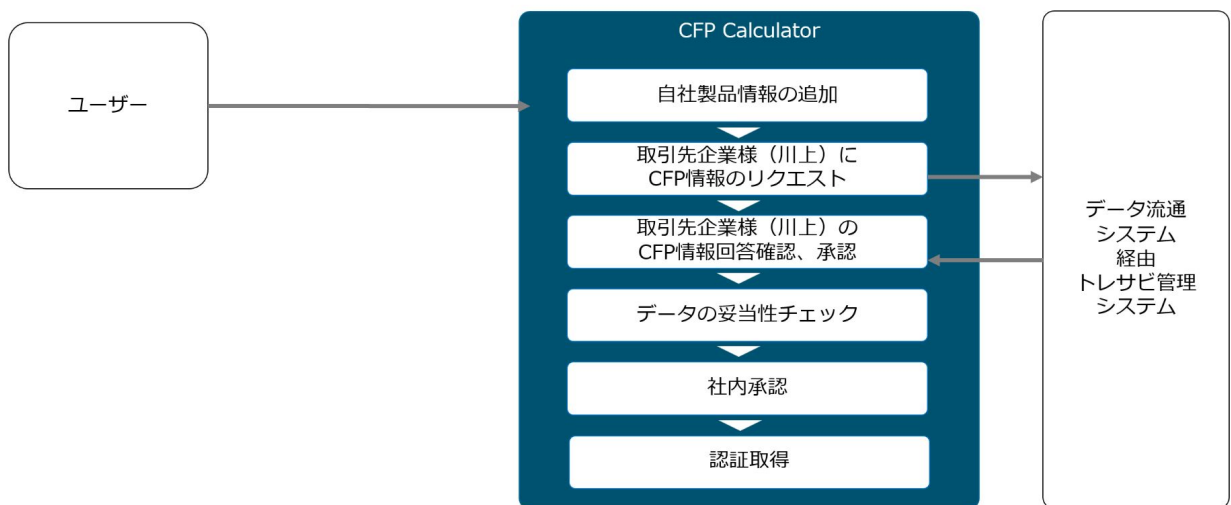 ユーザー
CFP Calculator
自社製品情報の追加
取引先企業様（川上）に
CFP情報のリクエスト
取引先企業様（川上）の
CFP情報回答確認、承認
データの妥当性チェック
社内承認
認証取得
データ流通
システム
経由
トレサビ管理
システム